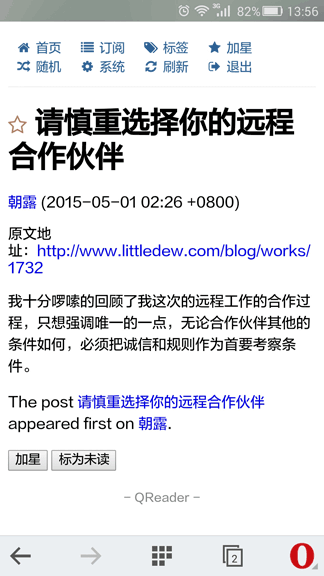 3G 82% 13:56
首页 订阅 标签 加星
随机 系统 刷新 退出
请慎重选择你的远程
合作伙伴
朝露 (2015-05-01 02:26 +0800)
原文地
址：http://www.littledew.com/blog/works/
1732
我十分啰嗦的回顾了我这次的远程工作的合作过
程，只想强调唯一的一点，无论合作伙伴其他的
条件如何，必须把诚信和规则作为首要考察条
件。
The post 请慎重选择你的远程合作伙伴
appeared first on 朝露.
加星 标为未读
- QReader -
2